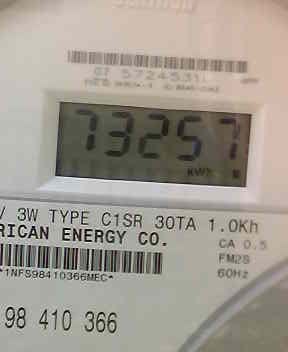 07 5724531
73257
KWH
V 3W TYPE C1SR 30TA 1.0Kh
RICAN ENERGY CO.
CA 0.5
FM2S
60Hz
*1NFS98410366MEC*
98 410 366